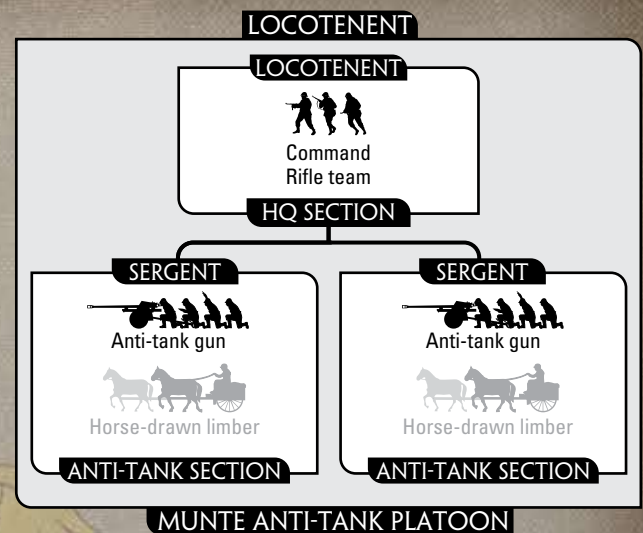 LOCOTENENT
LOCOTENENT
Command
Rifle team
HQ SECTION
SERGENT
Anti-tank gun
Horse-drawn limber
ANTI-TANK SECTION
SERGENT
Anti-tank gun
Horse-drawn limber
ANTI-TANK SECTION
MUNTE ANTI-TANK PLATOON